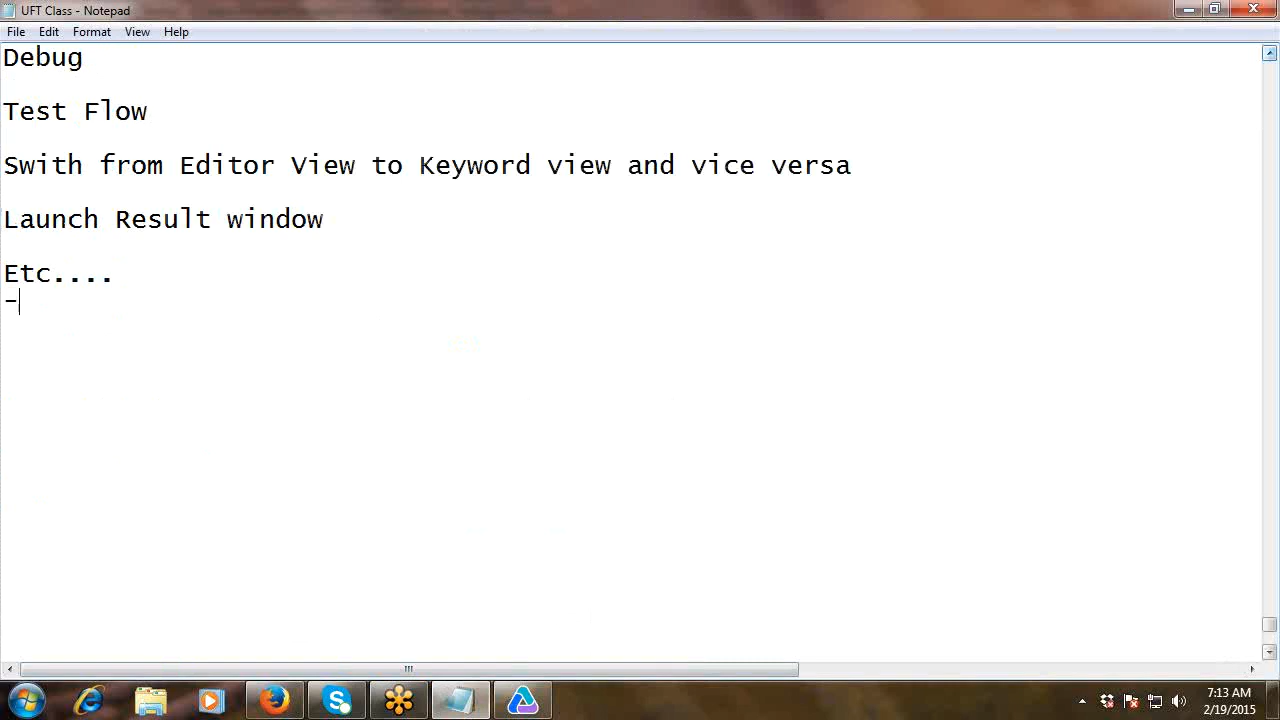 UFT Class - Notepad
File Edit Format View Help
Debug
Test Flow
Swith from Editor View to Keyword view and vice versa
Launch Result window
Etc....
-
7:13 AM
2/19/2015